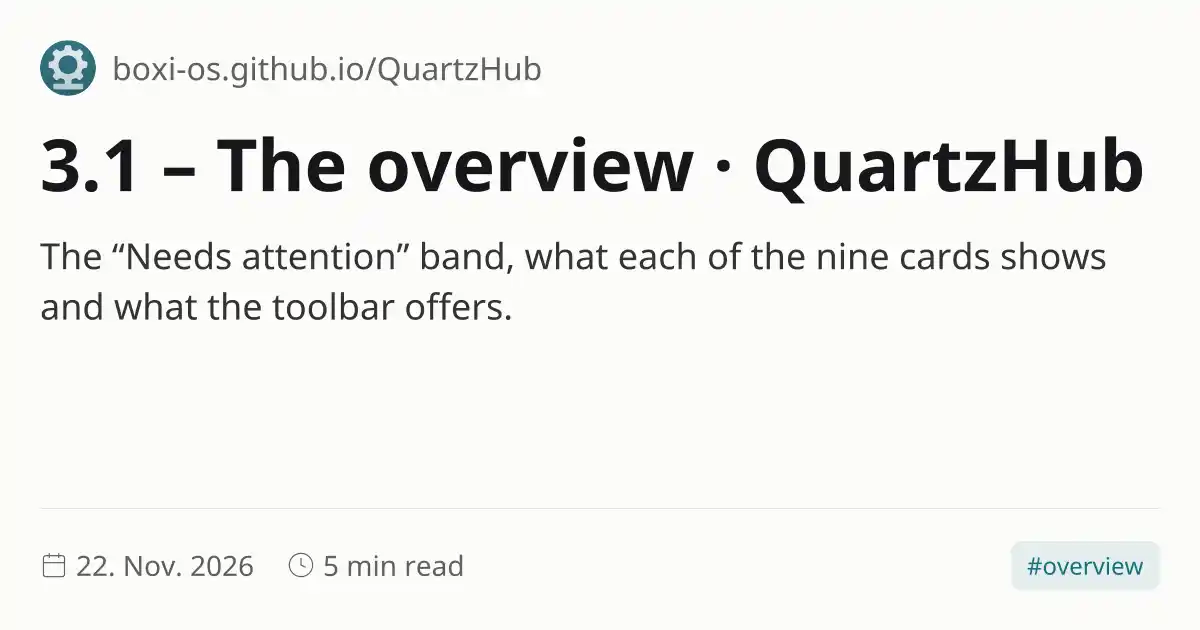 boxi-os.github.io/QuartzHub
3.1 – The overview · QuartzHub
The “Needs attention” band, what each of the nine cards shows
and what the toolbar offers.
22. Nov. 2026 5 min read #overview